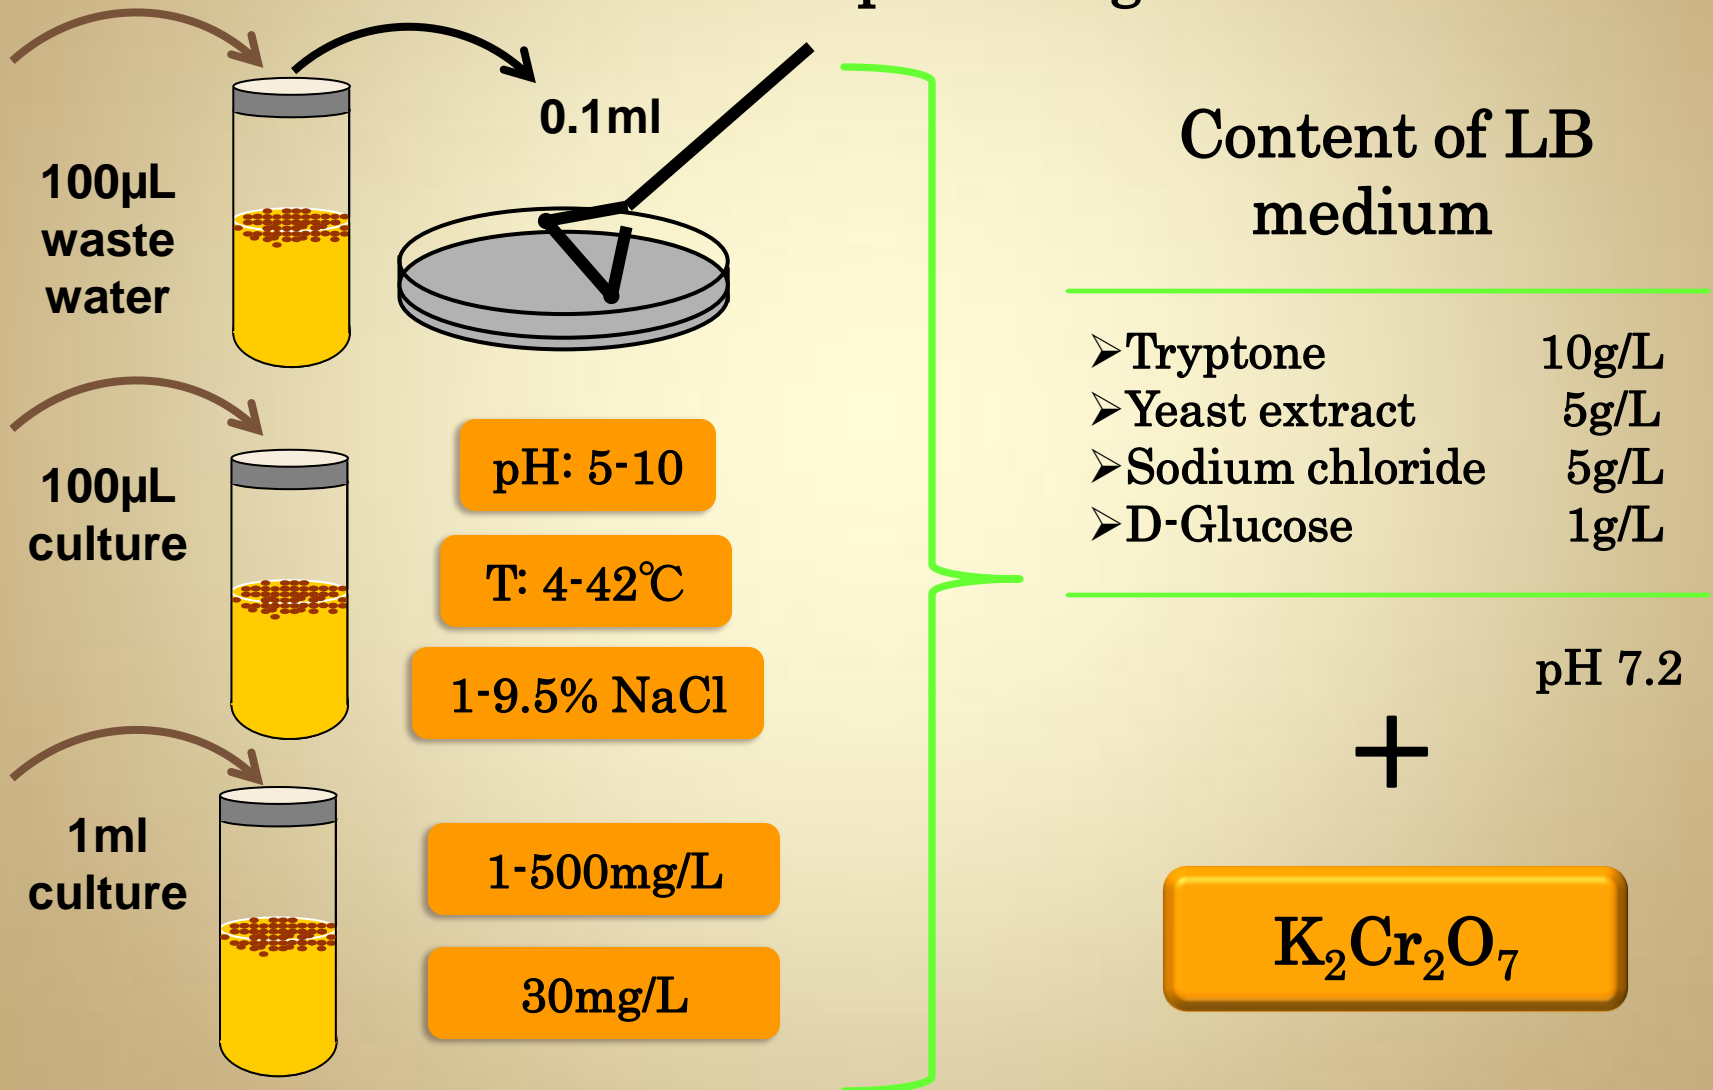 0.1ml
100µL
waste
water
100µL
culture
pH: 5-10
T: 4-42℃
1-9.5% NaCl
1ml
culture
1-500mg/L
30mg/L
Content of LB
medium
➢Tryptone 10g/L
➢Yeast extract 5g/L
➢Sodium chloride 5g/L
➢D-Glucose 1g/L
pH 7.2
+
K₂Cr₂O₇